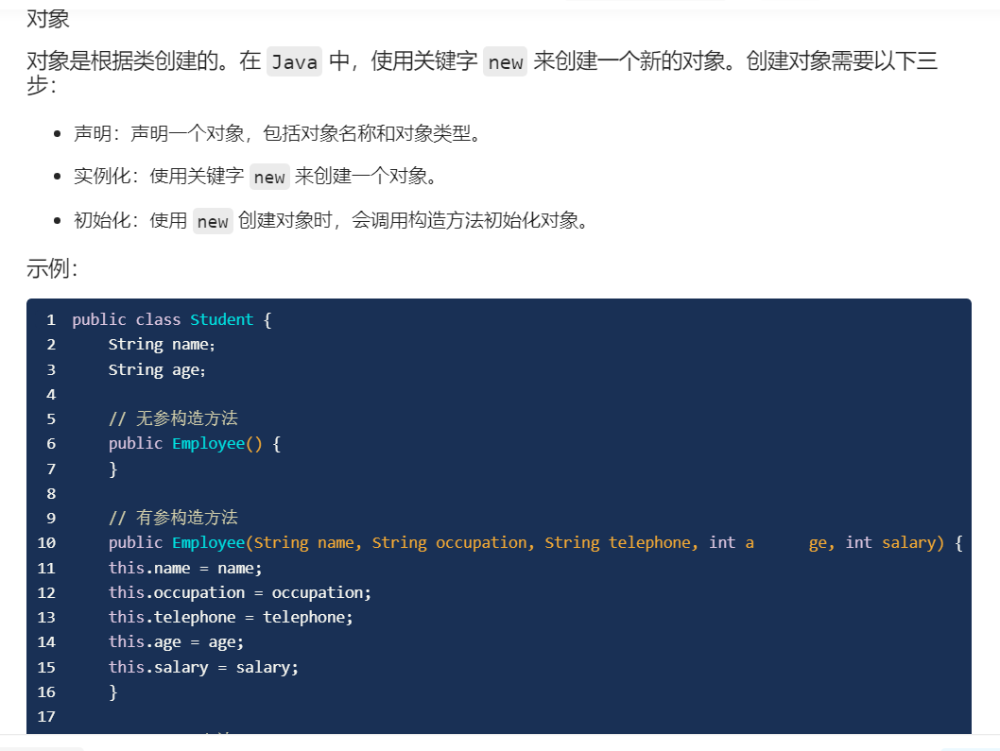 对象
对象是根据类创建的。在 Java 中，使用关键字 new 来创建一个新的对象。创建对象需要以下三
步：
• 声明：声明一个对象，包括对象名称和对象类型。
• 实例化：使用关键字 new 来创建一个对象。
• 初始化：使用 new 创建对象时，会调用构造方法初始化对象。
示例：
1 public class Student {
2     String name；
3     String age；
4
5     // 无参构造方法
6     public Employee() {
7     }
8
9     // 有参构造方法
10     public Employee(String name, String occupation, String telephone, int a      ge, int salary) {
11     this.name = name;
12     this.occupation = occupation;
13     this.telephone = telephone;
14     this.age = age;
15     this.salary = salary;
16     }
17